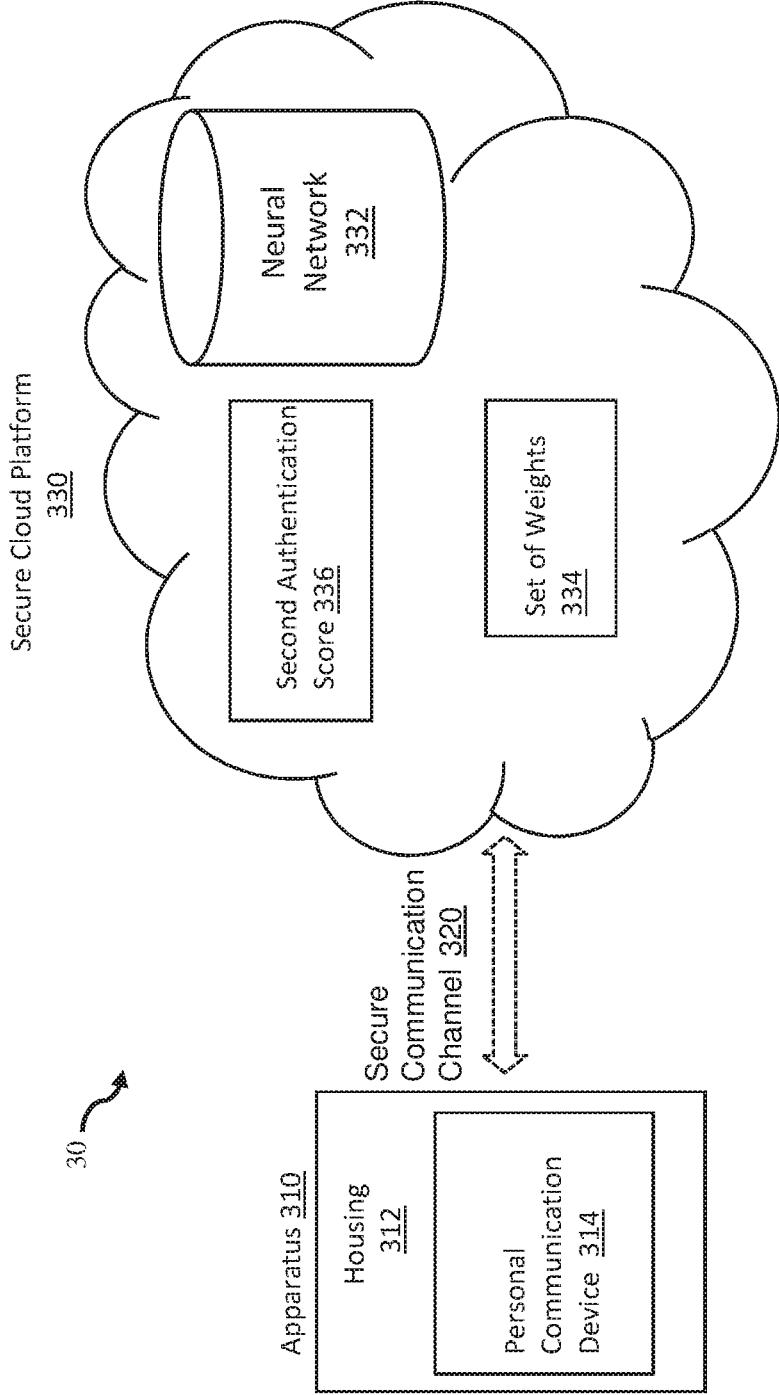 30
Apparatus 310
Housing
312
Personal
Communication
Device 314
Secure
Communication
Channel 320
Secure Cloud Platform
330
Second Authentication
Score 336
Set of Weights
334
Neural
Network
332